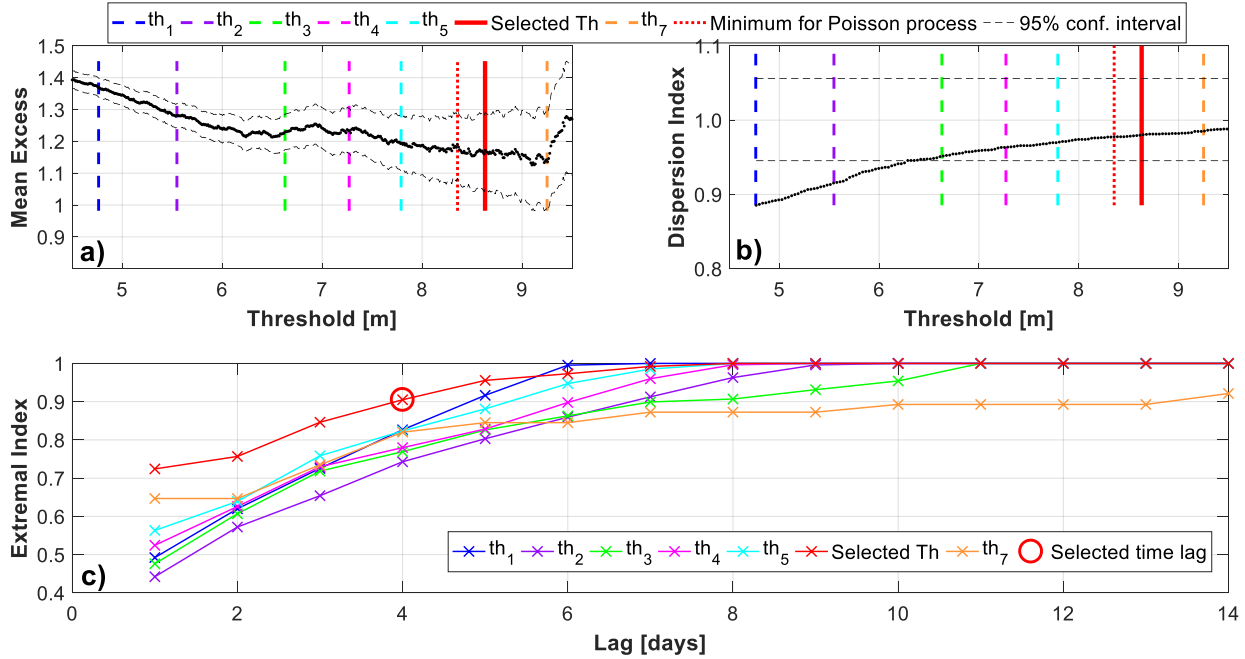 th1 th2 th3 th4 th5 Selected Th th7 Minimum for Poisson process 95% conf. interval
1.5
1.4
1.3
1.2
1.1
1
0.9
Mean Excess
a)
5 6 7 8 9
Threshold [m]
1.1
1.0
0.9
0.8
Dispersion Index
b)
5 6 7 8 9
Threshold [m]
1
0.9
0.8
0.7
0.6
0.5
0.4
Extremal Index
c)
th1 th2 th3 th4 th5 Selected Th th7 Selected time lag
0 2 4 6 8 10 12 14
Lag [days]